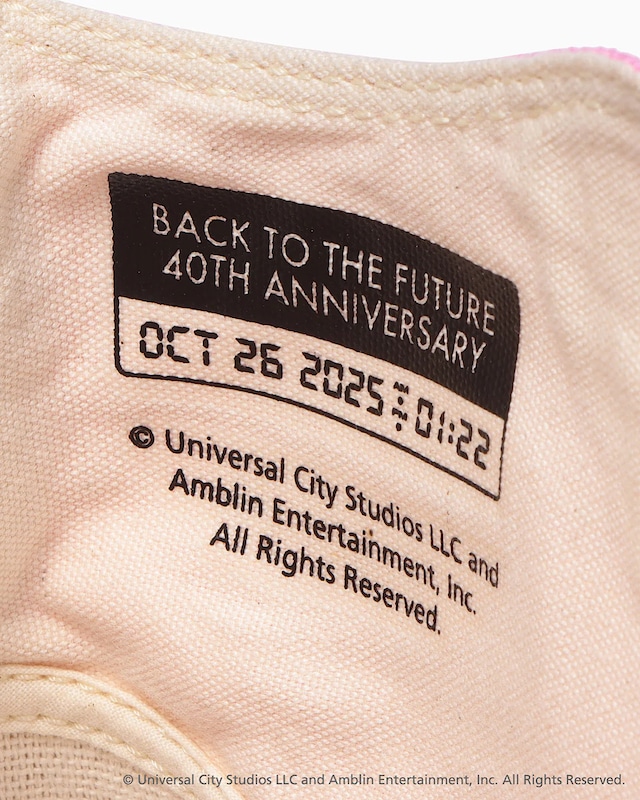 BACK TO THE FUTURE
40TH ANNIVERSARY
OCT 26 2025 01:22
© Universal City Studios LLC and
Amblin Entertainment, Inc.
All Rights Reserved.
© Universal City Studios LLC and Amblin Entertainment, Inc. All Rights Reserved.